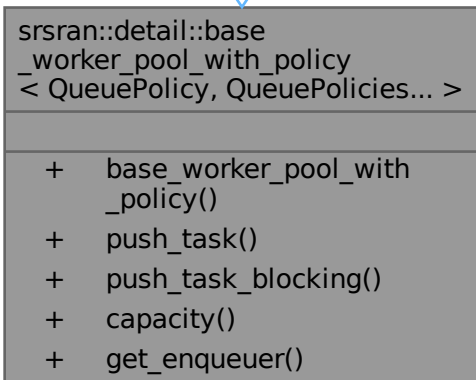 srsran::detail::base
_worker_pool_with_policy
< QueuePolicy, QueuePolicies... >
+ base_worker_pool_with
_policy()
+ push_task()
+ push_task_blocking()
+ capacity()
+ get_enqueuer()